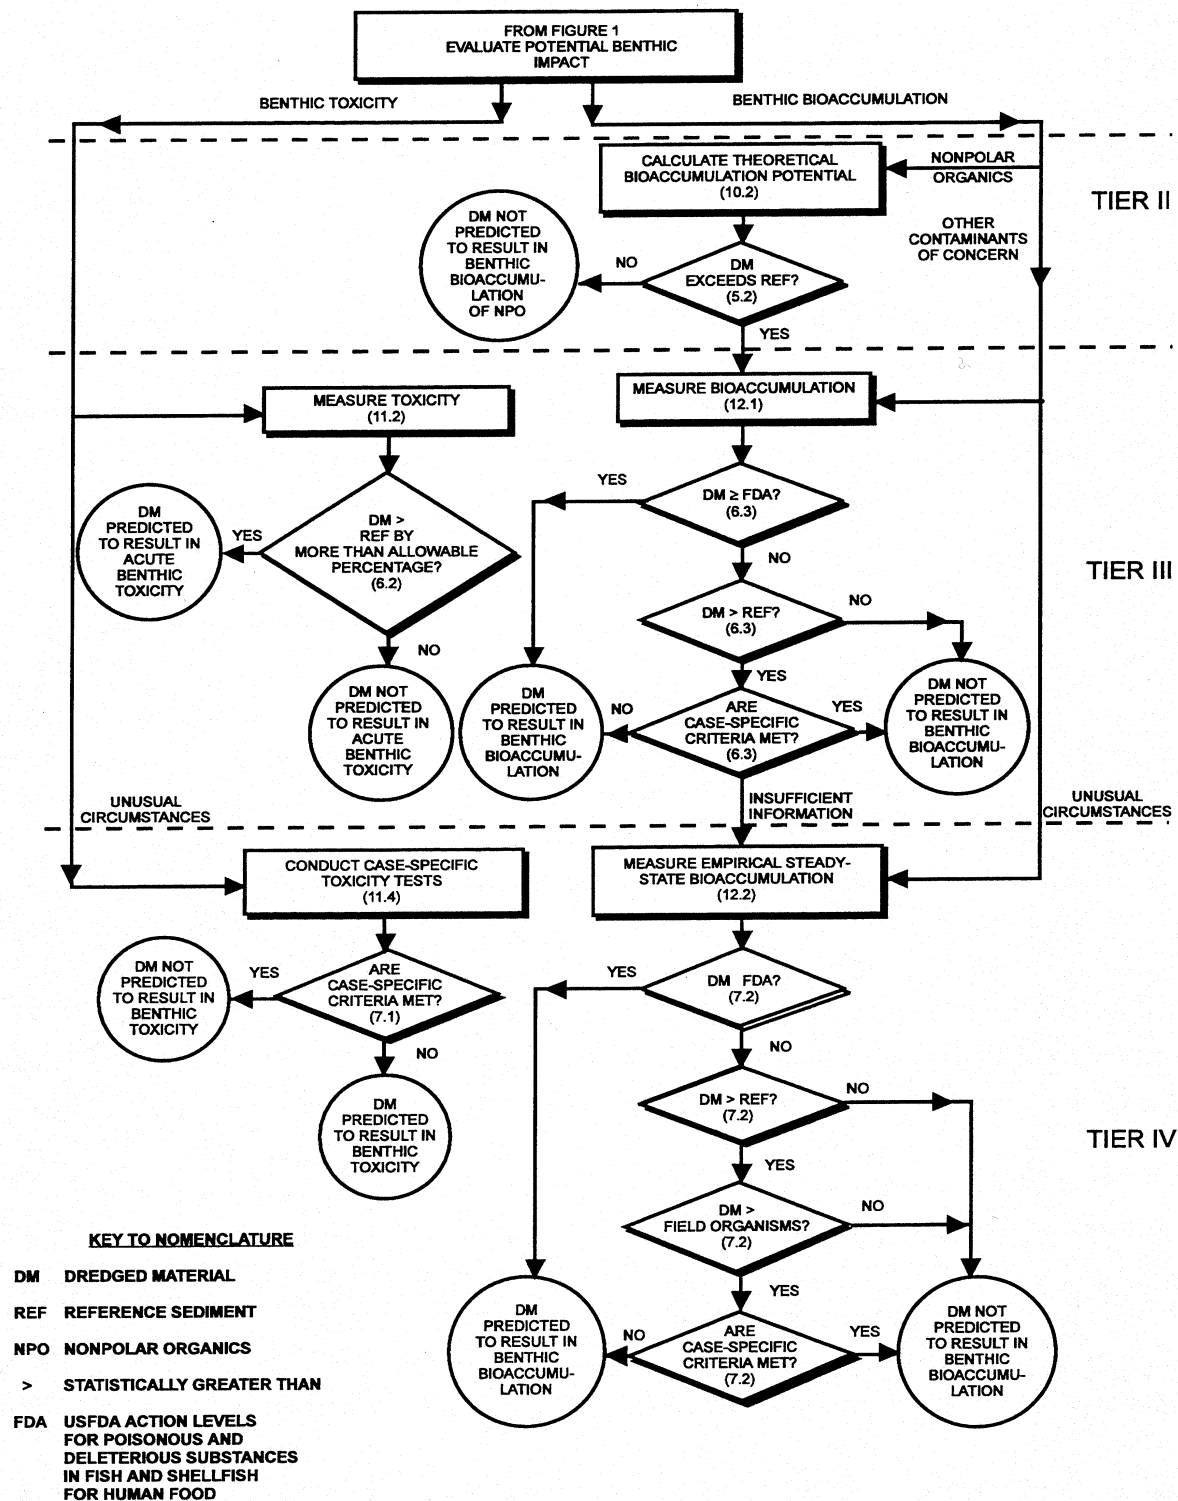 FROM FIGURE 1
EVALUATE POTENTIAL BENTHIC
IMPACT
BENTHIC TOXICITY
BENTHIC BIOACCUMULATION
CALCULATE THEORETICAL
BIOACCUMULATION POTENTIAL
(10.2)
NONPOLAR
ORGANICS
TIER II
OTHER
CONTAMINANTS
OF CONCERN
DM NOT
PREDICTED
TO RESULT IN
BENTHIC
BIOACCUMU-
LATION
OF NPO
NO
DM
EXCEEDS REF?
(5.2)
YES
MEASURE TOXICITY
(11.2)
MEASURE BIOACCUMULATION
(12.1)
YES
DM ≥ FDA?
(6.3)
NO
DM
PREDICTED
TO RESULT IN
ACUTE
BENTHIC
TOXICITY
YES
DM >
REF BY
MORE THAN ALLOWABLE
PERCENTAGE?
(6.2)
NO
TIER III
DM > REF?
(6.3)
NO
YES
DM NOT
PREDICTED
TO RESULT IN
ACUTE
BENTHIC
TOXICITY
DM
PREDICTED
TO RESULT IN
BENTHIC
BIOACCUMU-
LATION
NO
ARE
CASE-SPECIFIC
CRITERIA MET?
(6.3)
YES
DM NOT
PREDICTED
TO RESULT IN
BENTHIC
BIOACCUMU-
LATION
UNUSUAL
CIRCUMSTANCES
INSUFFICIENT
INFORMATION
UNUSUAL
CIRCUMSTANCES
CONDUCT CASE-SPECIFIC
TOXICITY TESTS
(11.4)
MEASURE EMPIRICAL STEADY-
STATE BIOACCUMULATION
(12.2)
DM NOT
PREDICTED
TO RESULT IN
BENTHIC
TOXICITY
YES
ARE
CASE-SPECIFIC
CRITERIA MET?
(7.1)
NO
DM
PREDICTED
TO RESULT IN
BENTHIC
TOXICITY
YES
DM FDA?
(7.2)
NO
DM > REF?
(7.2)
NO
YES
TIER IV
DM >
FIELD ORGANISMS?
(7.2)
NO
YES
DM
PREDICTED
TO RESULT IN
BENTHIC
BIOACCUMU-
LATION
NO
ARE
CASE-SPECIFIC
CRITERIA MET?
(7.2)
YES
DM NOT
PREDICTED
TO RESULT IN
BENTHIC
BIOACCUMU-
LATION
KEY TO NOMENCLATURE
DM DREDGED MATERIAL
REF REFERENCE SEDIMENT
NPO NONPOLAR ORGANICS
> STATISTICALLY GREATER THAN
FDA USFDA ACTION LEVELS
FOR POISONOUS AND
DELETERIOUS SUBSTANCES
IN FISH AND SHELLFISH
FOR HUMAN FOOD